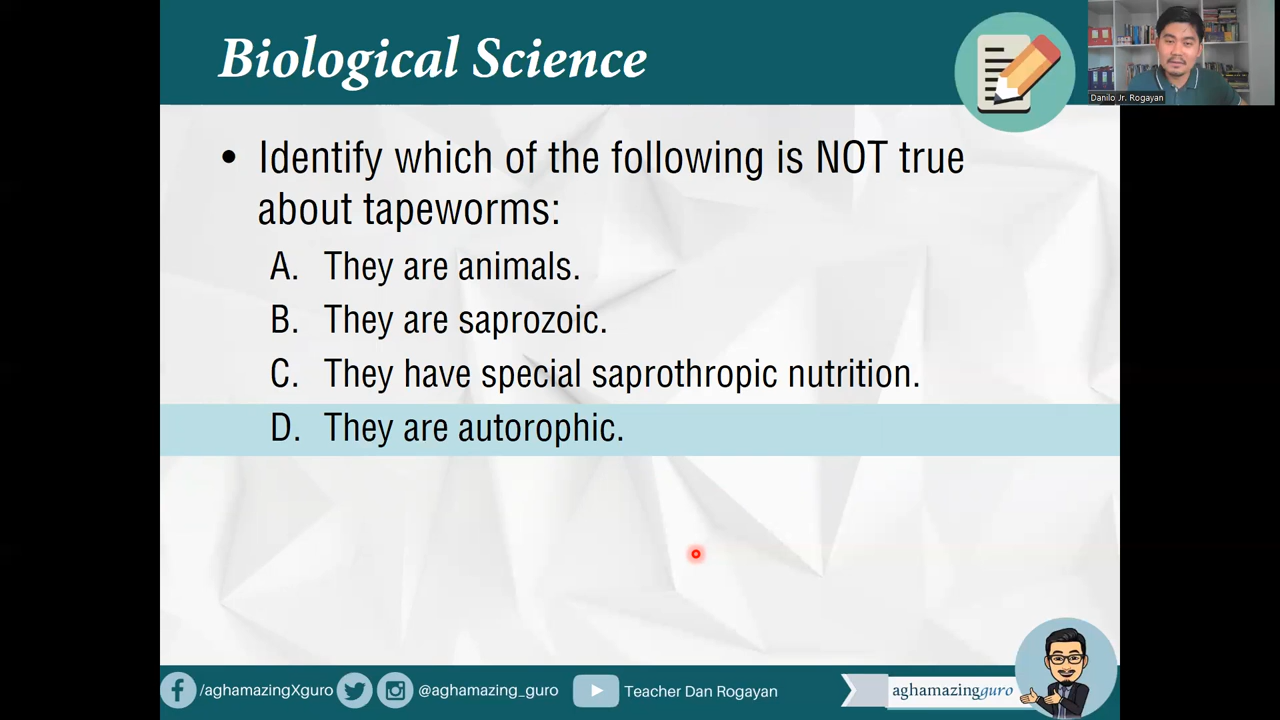 Biological Science
Danilo Jr. Rogayan
• Identify which of the following is NOT true
about tapeworms:
A. They are animals.
B. They are saprozoic.
C. They have special saprothropic nutrition.
D. They are autorophic.
/aghamazingXguro
@aghamazing_guro
Teacher Dan Rogayan
aghamazingguro